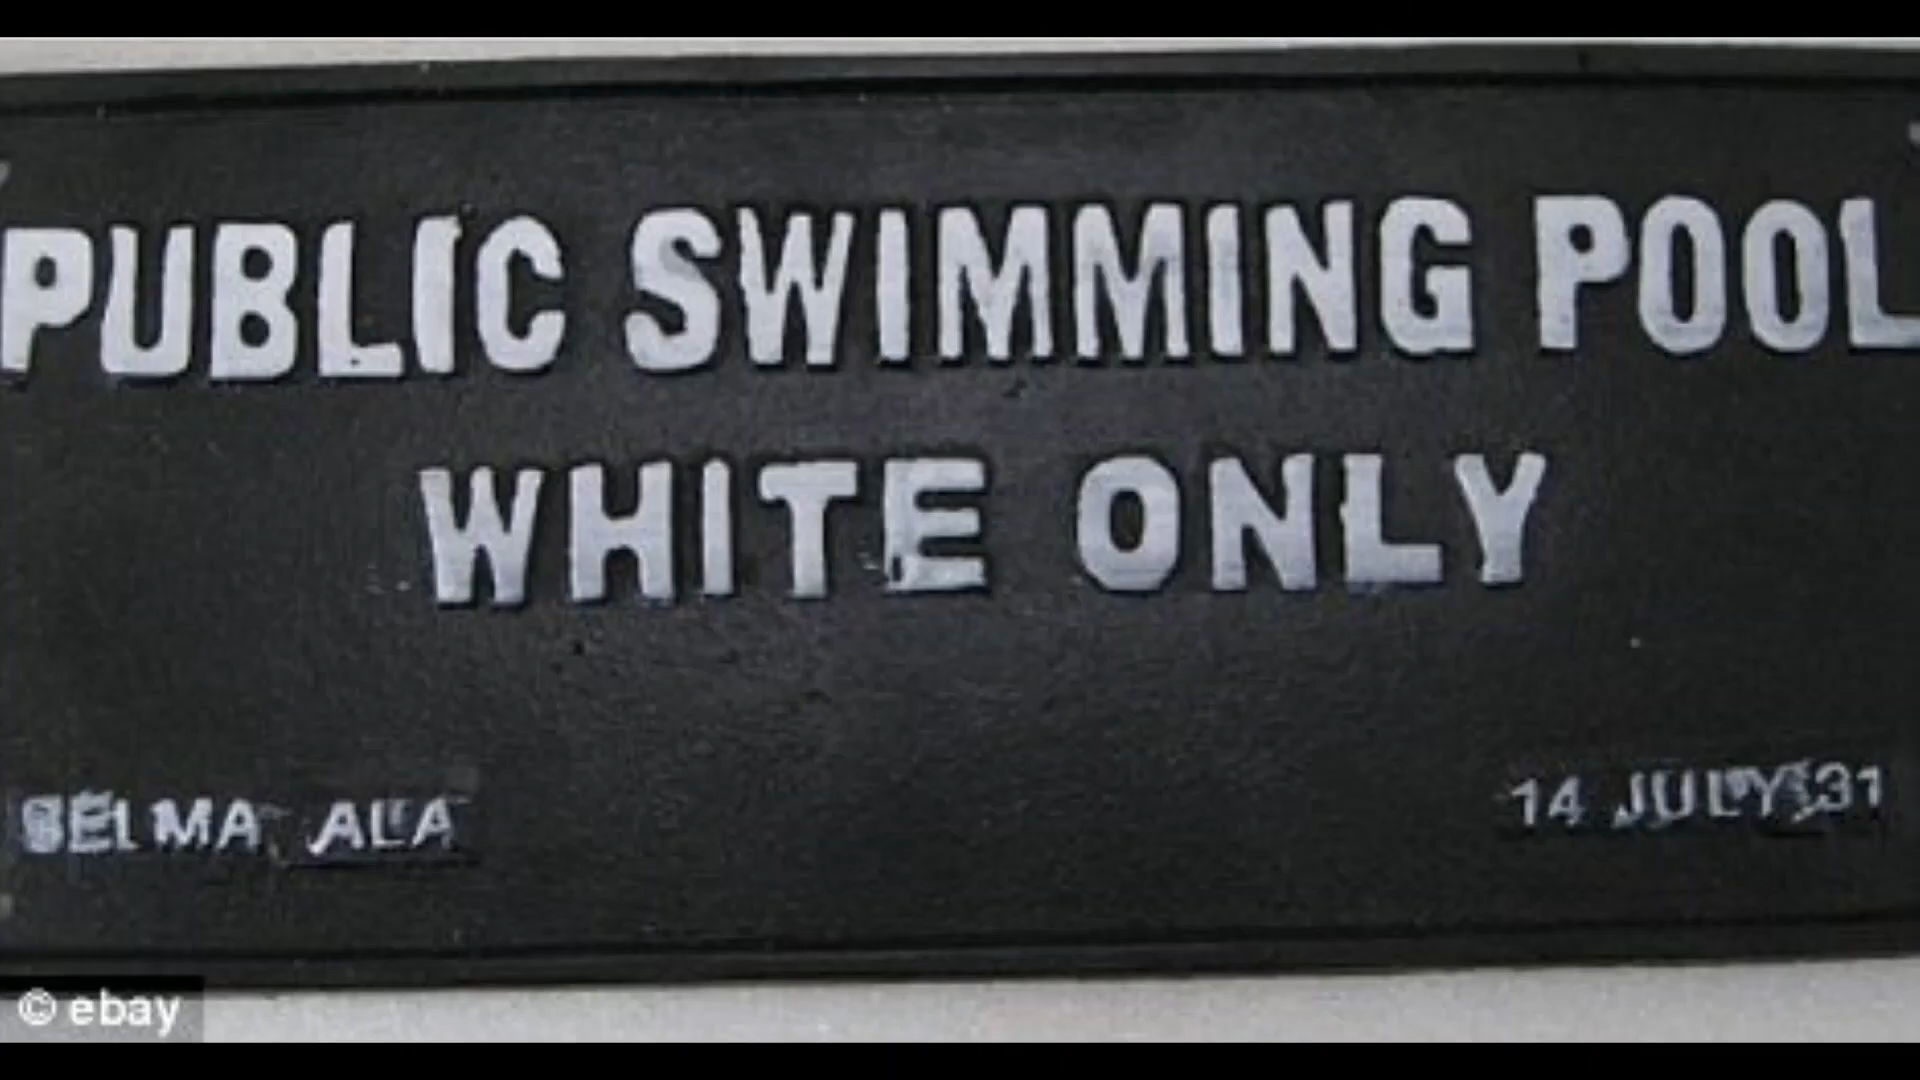 PUBLIC SWIMMING POOL
WHITE ONLY
SELMA, ALA
14 JULY 31
© ebay